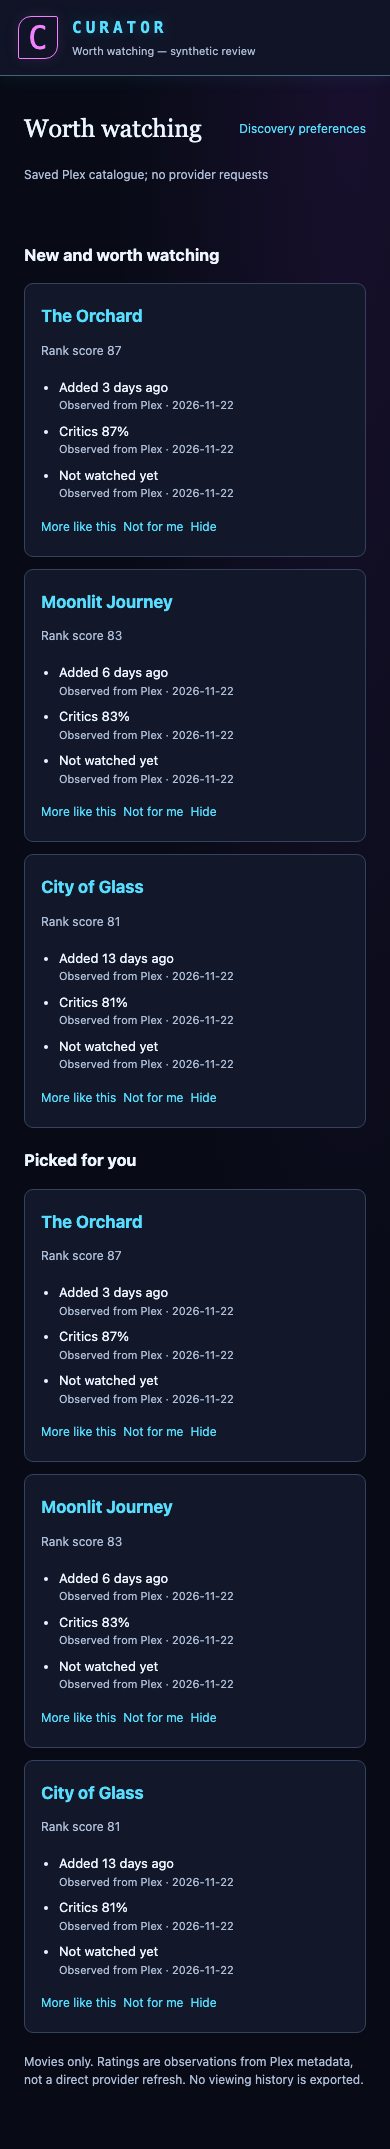 C
CURATOR
Worth watching — synthetic review
Worth watching
Discovery preferences
Saved Plex catalogue; no provider requests
New and worth watching
The Orchard
Rank score 87
• Added 3 days ago
Observed from Plex · 2026-11-22
• Critics 87%
Observed from Plex · 2026-11-22
• Not watched yet
Observed from Plex · 2026-11-22
More like this Not for me Hide
Moonlit Journey
Rank score 83
• Added 6 days ago
Observed from Plex · 2026-11-22
• Critics 83%
Observed from Plex · 2026-11-22
• Not watched yet
Observed from Plex · 2026-11-22
More like this Not for me Hide
City of Glass
Rank score 81
• Added 13 days ago
Observed from Plex · 2026-11-22
• Critics 81%
Observed from Plex · 2026-11-22
• Not watched yet
Observed from Plex · 2026-11-22
More like this Not for me Hide
Picked for you
The Orchard
Rank score 87
• Added 3 days ago
Observed from Plex · 2026-11-22
• Critics 87%
Observed from Plex · 2026-11-22
• Not watched yet
Observed from Plex · 2026-11-22
More like this Not for me Hide
Moonlit Journey
Rank score 83
• Added 6 days ago
Observed from Plex · 2026-11-22
• Critics 83%
Observed from Plex · 2026-11-22
• Not watched yet
Observed from Plex · 2026-11-22
More like this Not for me Hide
City of Glass
Rank score 81
• Added 13 days ago
Observed from Plex · 2026-11-22
• Critics 81%
Observed from Plex · 2026-11-22
• Not watched yet
Observed from Plex · 2026-11-22
More like this Not for me Hide
Movies only. Ratings are observations from Plex metadata,
not a direct provider refresh. No viewing history is exported.